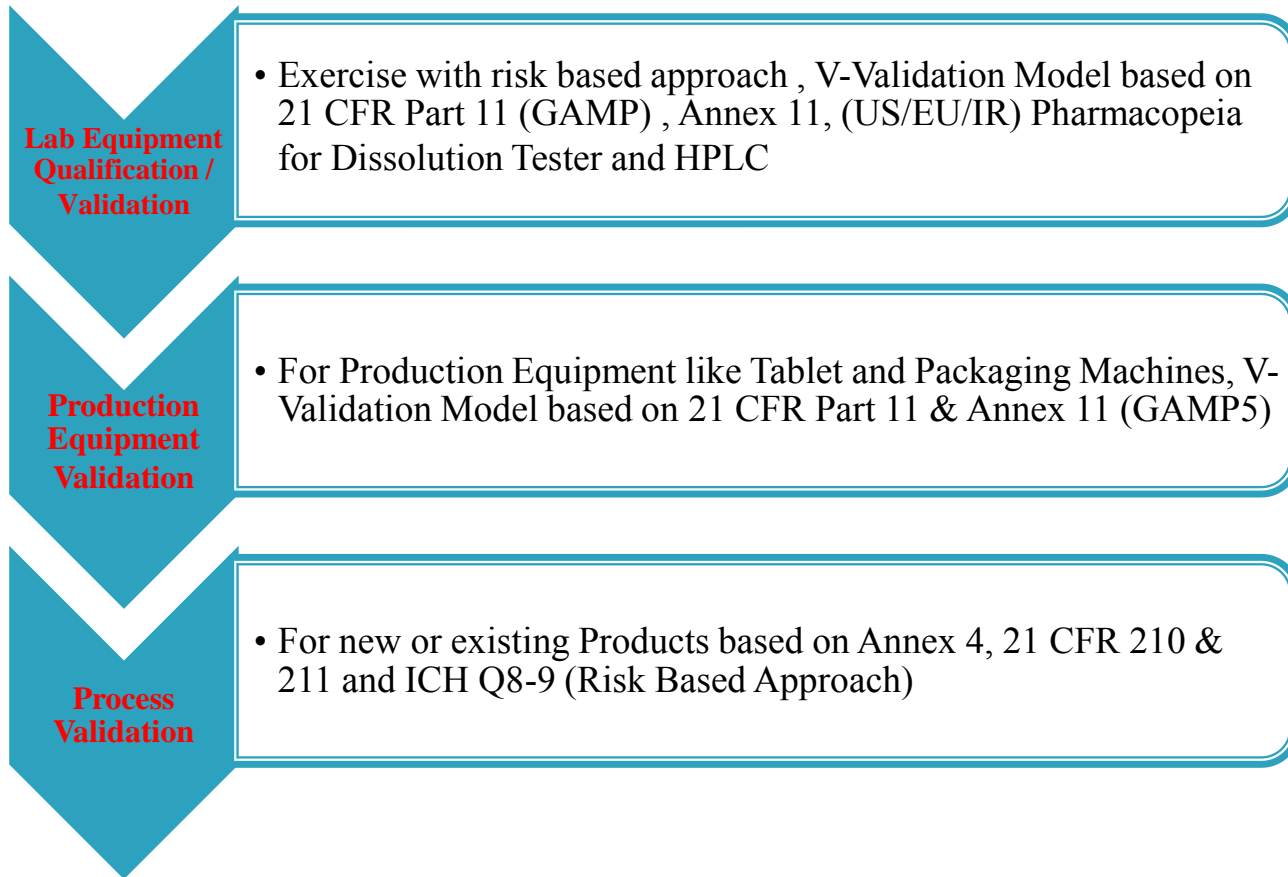 Lab Equipment
Qualification /
Validation
• Exercise with risk based approach , V-Validation Model based on
21 CFR Part 11 (GAMP) , Annex 11, (US/EU/IR) Pharmacopeia
for Dissolution Tester and HPLC
Production
Equipment
Validation
• For Production Equipment like Tablet and Packaging Machines, V-
Validation Model based on 21 CFR Part 11 & Annex 11 (GAMP5)
Process
Validation
• For new or existing Products based on Annex 4, 21 CFR 210 &
211 and ICH Q8-9 (Risk Based Approach)